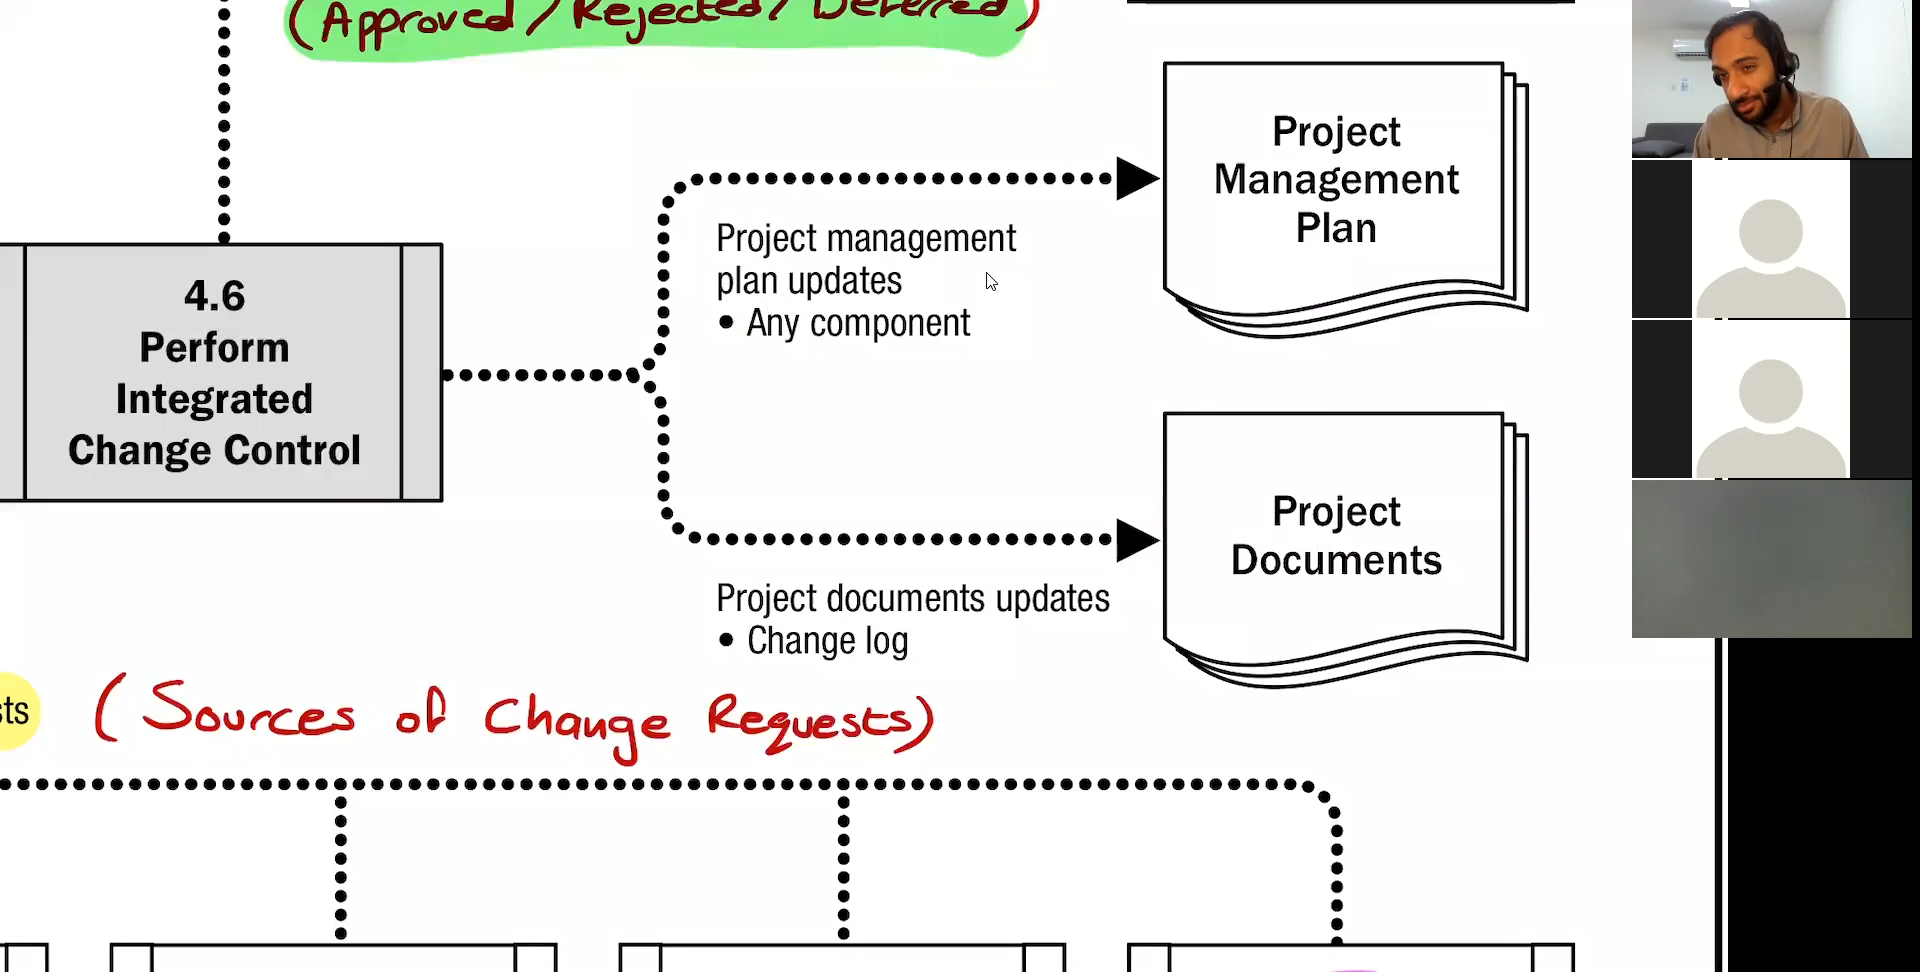 (Approved / Rejected / Deferred)
Project
Management
Plan
Project management
plan updates
• Any component
4.6
Perform
Integrated
Change Control
Project
Documents
Project documents updates
• Change log
sts
(Sources of Change Requests)